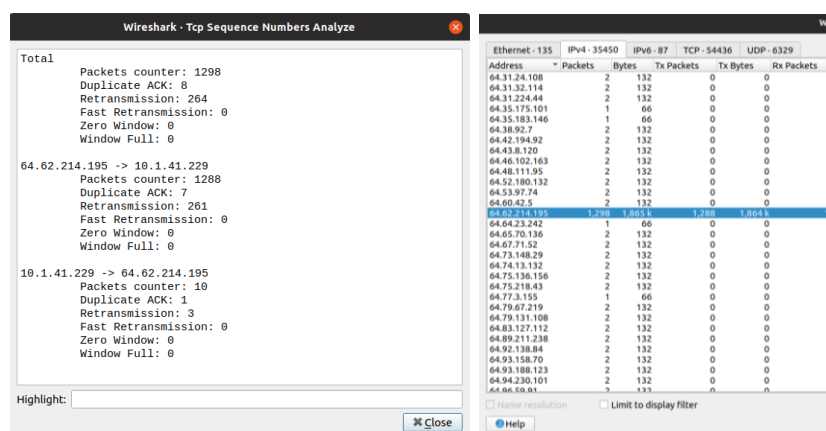 Wireshark · Tcp Sequence Numbers Analyze
Total
Packets counter: 1298
Duplicate ACK: 8
Retransmission: 264
Fast Retransmission: 0
Zero Window: 0
Window Full: 0
64.62.214.195 -> 10.1.41.229
Packets counter: 1288
Duplicate ACK: 7
Retransmission: 261
Fast Retransmission: 0
Zero Window: 0
Window Full: 0
10.1.41.229 -> 64.62.214.195
Packets counter: 10
Duplicate ACK: 1
Retransmission: 3
Fast Retransmission: 0
Zero Window: 0
Window Full: 0
Highlight:
Close
Ethernet · 135 IPv4 · 35450 IPv6 · 87 TCP · 54436 UDP · 6329
Address Packets Bytes Tx Packets Tx Bytes Rx Packets
64.31.24.108 2 132 0 0
64.31.32.114 2 132 0 0
64.31.224.44 2 132 0 0
64.35.175.101 1 66 0 0
64.35.183.146 1 66 0 0
64.38.92.7 2 132 0 0
64.42.194.92 2 132 0 0
64.43.8.120 2 132 0 0
64.46.102.163 2 132 0 0
64.48.111.95 2 132 0 0
64.52.180.132 2 132 0 0
64.53.97.74 2 132 0 0
64.60.42.5 2 132 0 0
64.62.214.195 1,298 1,865 k 1,288 1,864 k
64.64.23.242 1 66 0 0
64.65.70.136 2 132 0 0
64.67.71.52 2 132 0 0
64.73.148.29 2 132 0 0
64.74.13.132 2 132 0 0
64.75.136.156 2 132 0 0
64.75.218.43 2 132 0 0
64.77.3.155 1 66 0 0
64.79.67.219 2 132 0 0
64.79.131.108 2 132 0 0
64.83.127.112 2 132 0 0
64.89.211.238 2 132 0 0
64.92.138.84 2 132 0 0
64.93.158.70 2 132 0 0
64.93.188.123 2 132 0 0
64.94.230.101 2 132 0 0
64.96.59.91 2 132 0 0
Name resolution Limit to display filter
Help